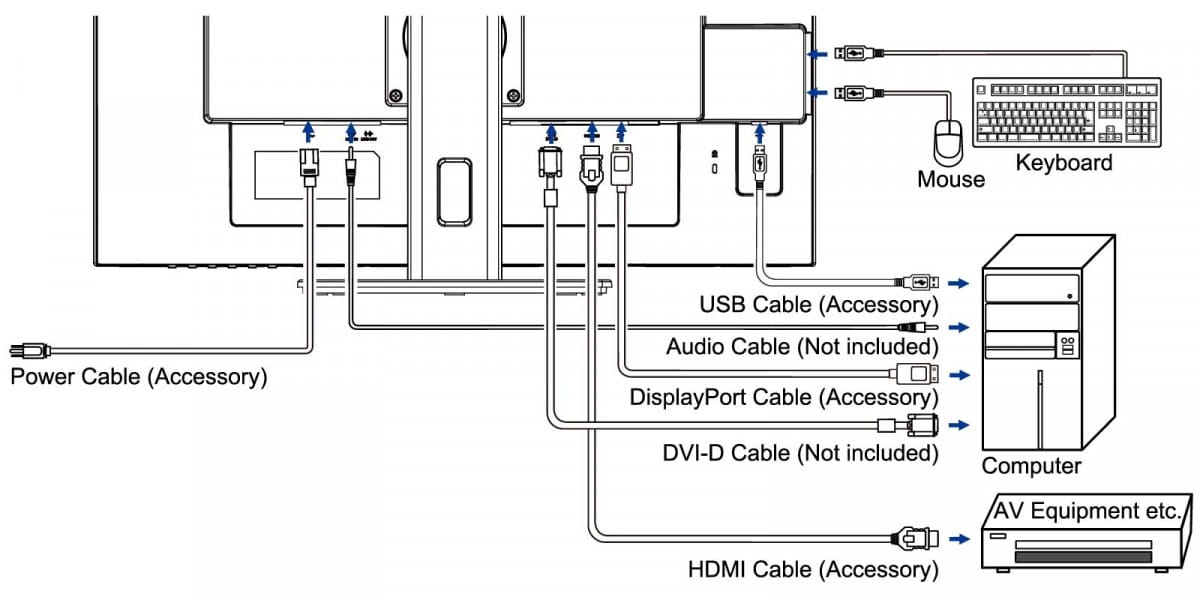 Keyboard
Mouse
USB Cable (Accessory)
Audio Cable (Not included)
Power Cable (Accessory)
DisplayPort Cable (Accessory)
DVI-D Cable (Not included)
Computer
AV Equipment etc.
HDMI Cable (Accessory)